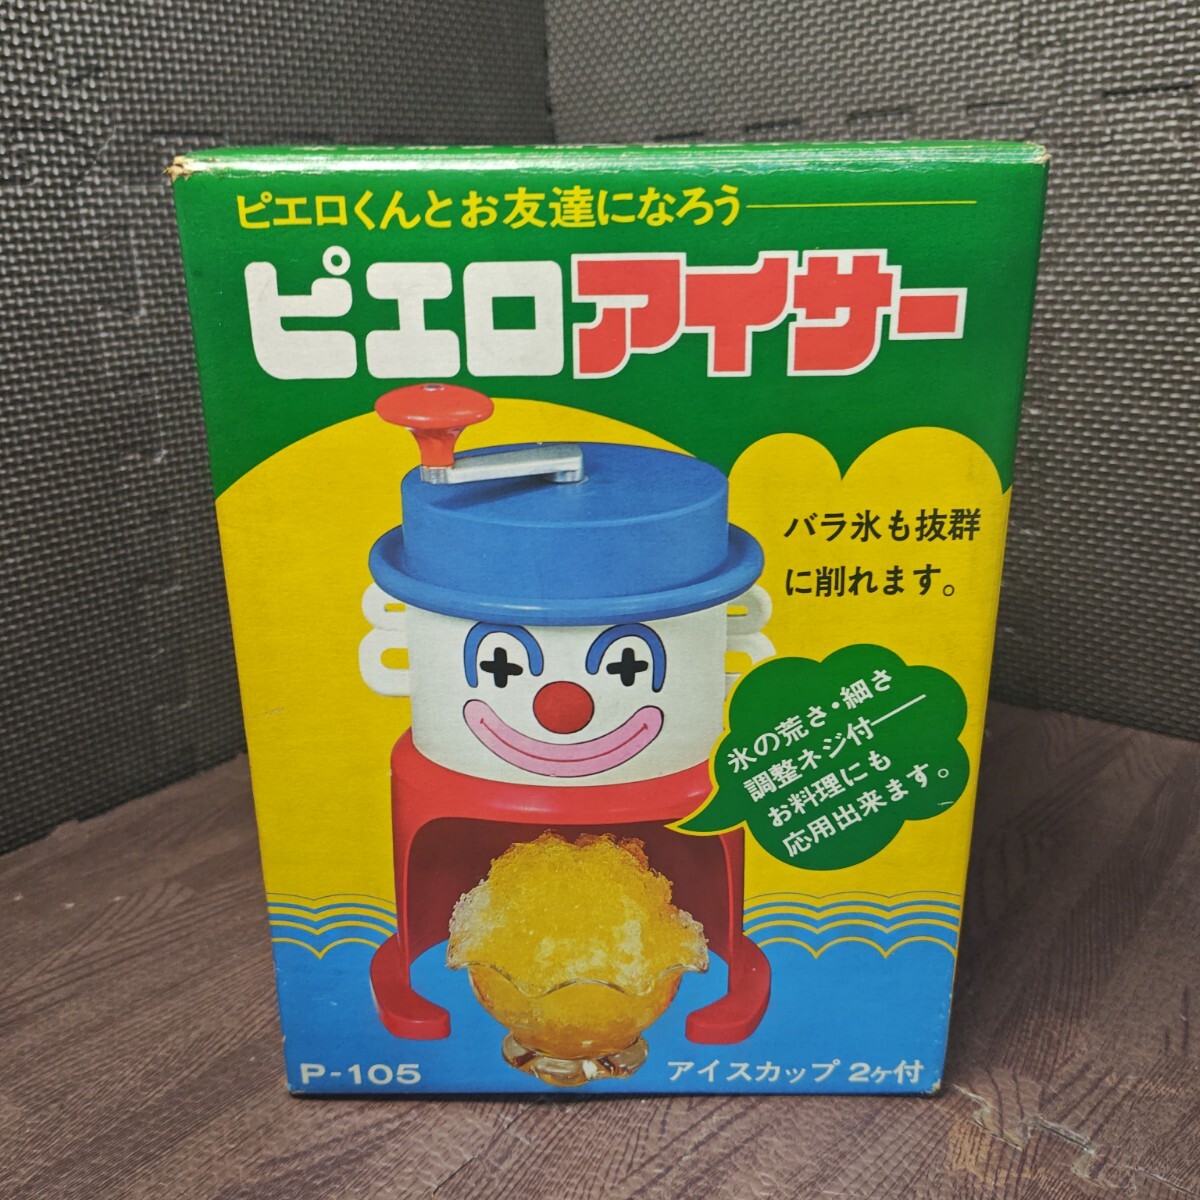 ピエロくんとお友達になろう——
ピエロアイサー
バラ氷も抜群
に削れます。
氷の荒さ・細さ
調整ネジ付——
お料理にも
応用出来ます。
P-105
アイスカップ 2ヶ付